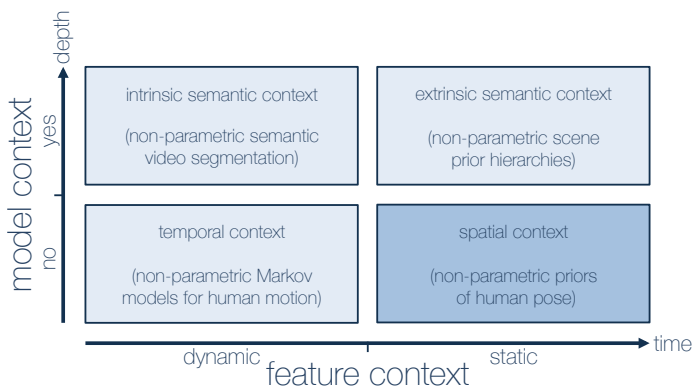 depth
model context
yes
no
intrinsic semantic context
(non-parametric semantic
video segmentation)
extrinsic semantic context
(non-parametric scene
prior hierarchies)
temporal context
(non-parametric Markov
models for human motion)
spatial context
(non-parametric priors
of human pose)
time
dynamic
static
feature context